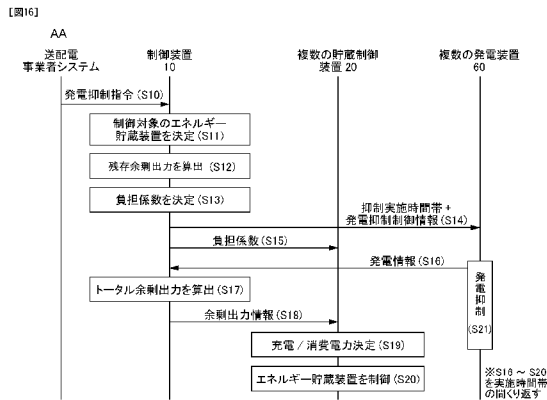 【図16】
AA
送配電
事業者システム
制御装置
10
複数の貯蔵制御
装置 20
複数の発電装置
60
発電抑制指令(S10)
制御対象のエネルギー
貯蔵装置を決定(S11)
残存余剰出力を算出(S12)
負担係数を決定(S13)
抑制実施時間帯+
発電抑制制御情報(S14)
負担係数(S15)
発電情報(S16)
トータル余剰出力を算出(S17)
発電抑制
(S21)
余剰出力情報(S18)
充電/消費電力決定(S19)
エネルギー貯蔵装置を制御(S20)
※S16~S20
を実施時間帯
の間くり返す